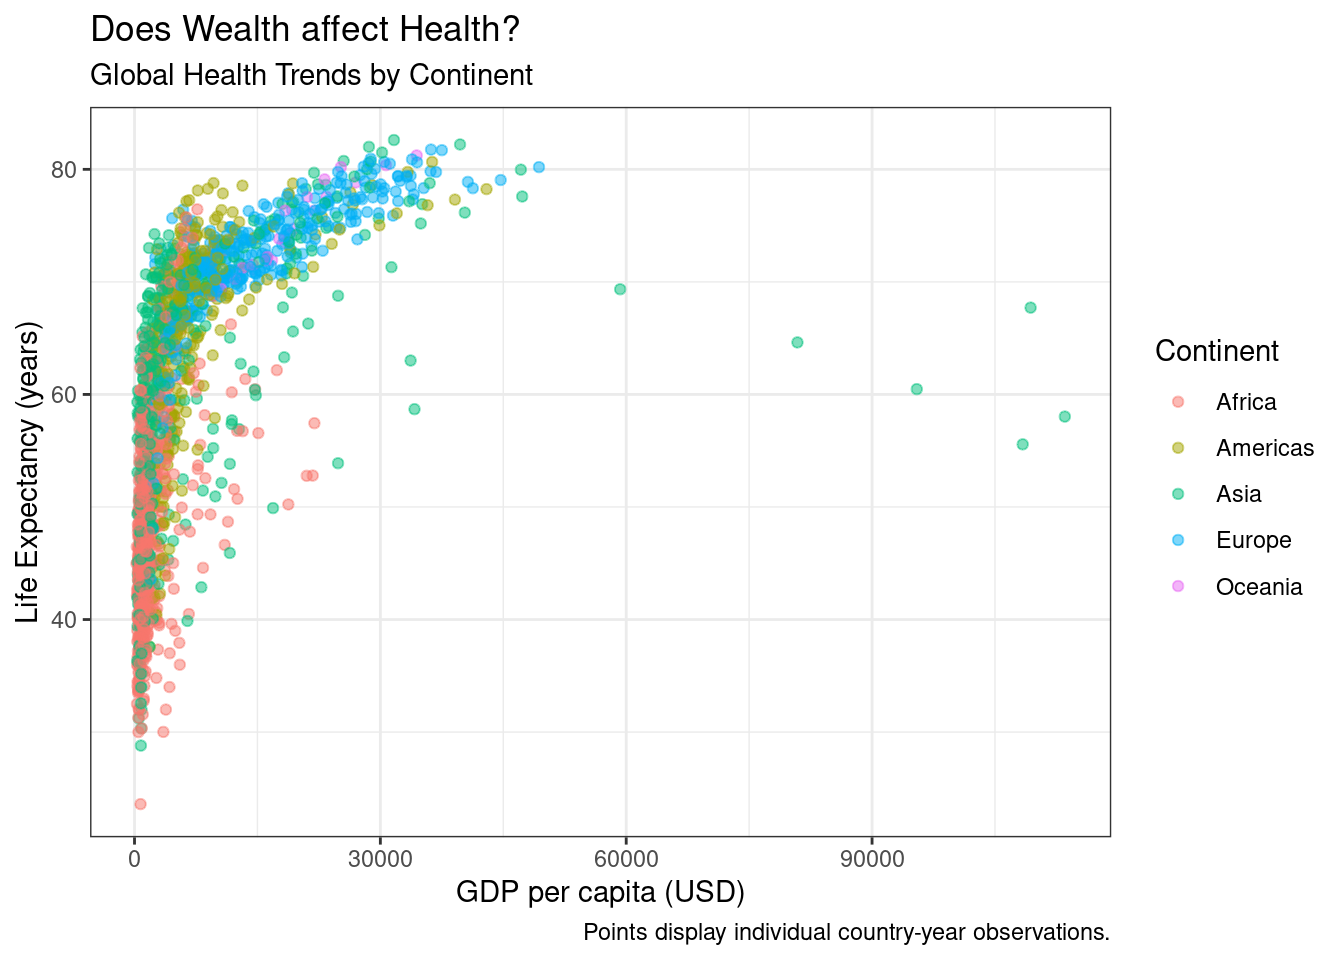 Does Wealth affect Health?
Global Health Trends by Continent
80
60
40
Life Expectancy (years)
0 30000 60000 90000
GDP per capita (USD)
Continent
Africa
Americas
Asia
Europe
Oceania
Points display individual country-year observations.